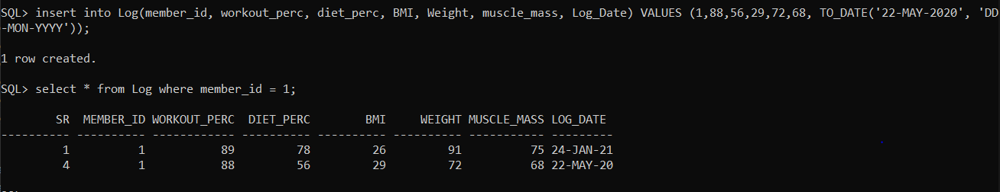 SQL> insert into Log(member_id, workout_perc, diet_perc, BMI, Weight, muscle_mass, Log_Date) VALUES (1,88,56,29,72,68, TO_DATE('22-MAY-2020', 'DD
-MON-YYYY'));
1 row created.
SQL> select * from Log where member_id = 1;
        SR  MEMBER_ID WORKOUT_PERC  DIET_PERC        BMI     WEIGHT MUSCLE_MASS LOG_DATE
---------- ---------- ------------ ---------- ---------- ---------- ----------- ---------
         1          1           89         78         26         91          75 24-JAN-21
         4          1           88         56         29         72          68 22-MAY-20